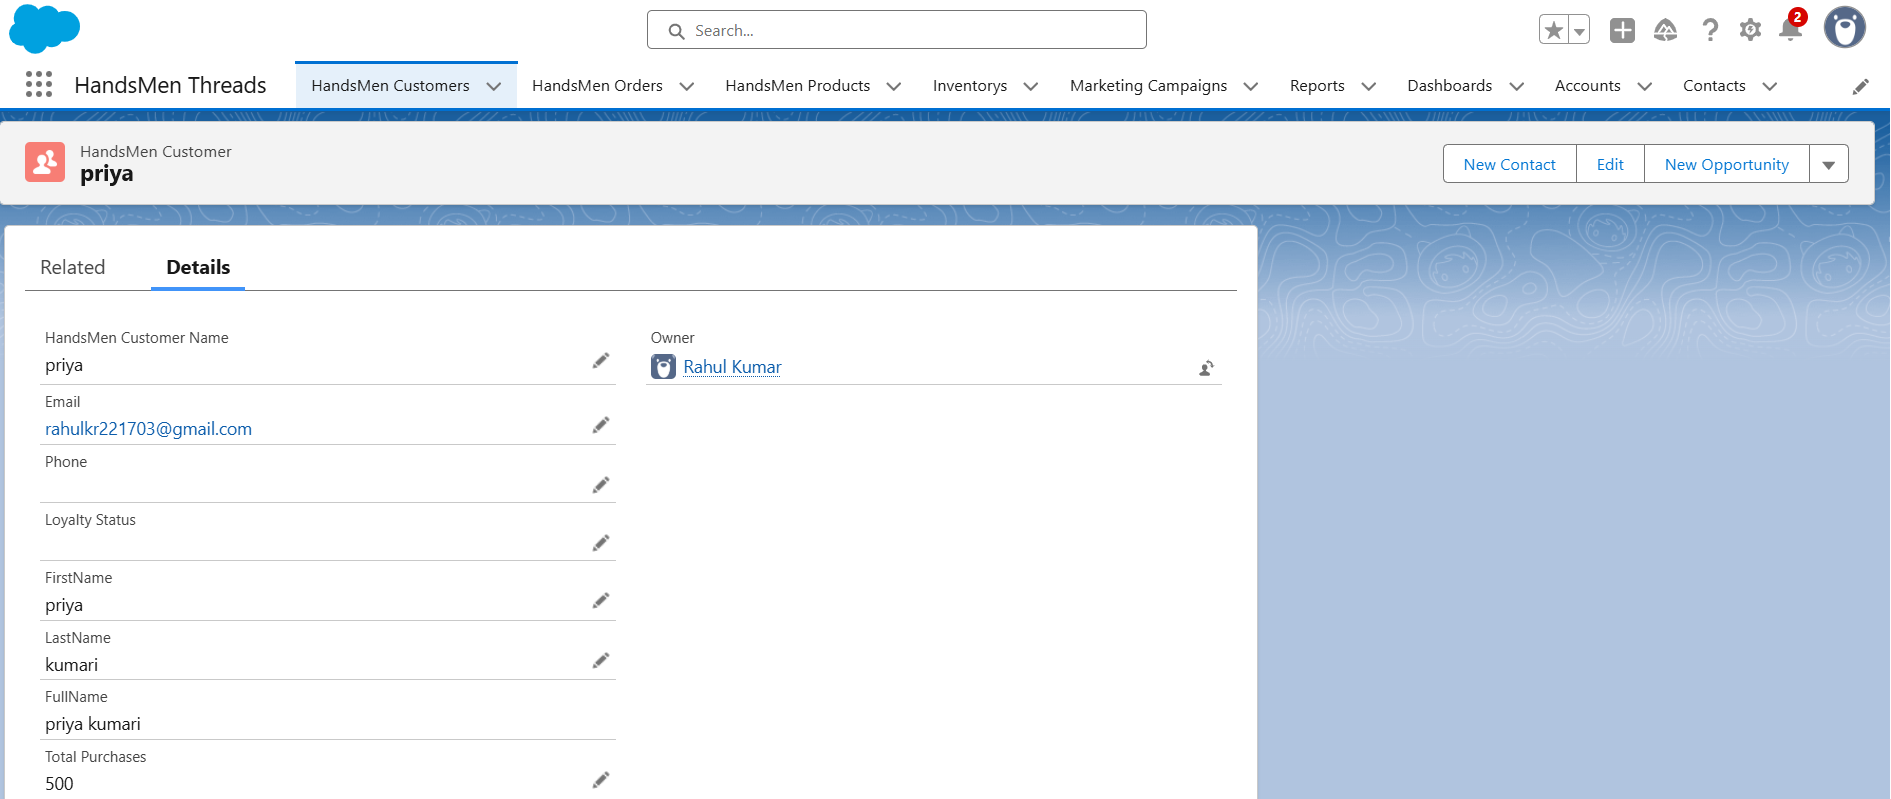 Search...
2
HandsMen Threads
HandsMen Customers
HandsMen Orders
HandsMen Products
Inventorys
Marketing Campaigns
Reports
Dashboards
Accounts
Contacts
HandsMen Customer
priya
New Contact
Edit
New Opportunity
Related
Details
HandsMen Customer Name
priya
Owner
Rahul Kumar
Email
rahulkr221703@gmail.com
Phone
Loyalty Status
FirstName
priya
LastName
kumari
FullName
priya kumari
Total Purchases
500